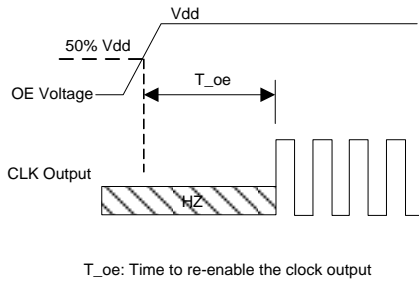 Vdd
50% Vdd
T_oe
OE Voltage
CLK Output
HZ
T_oe: Time to re-enable the clock output